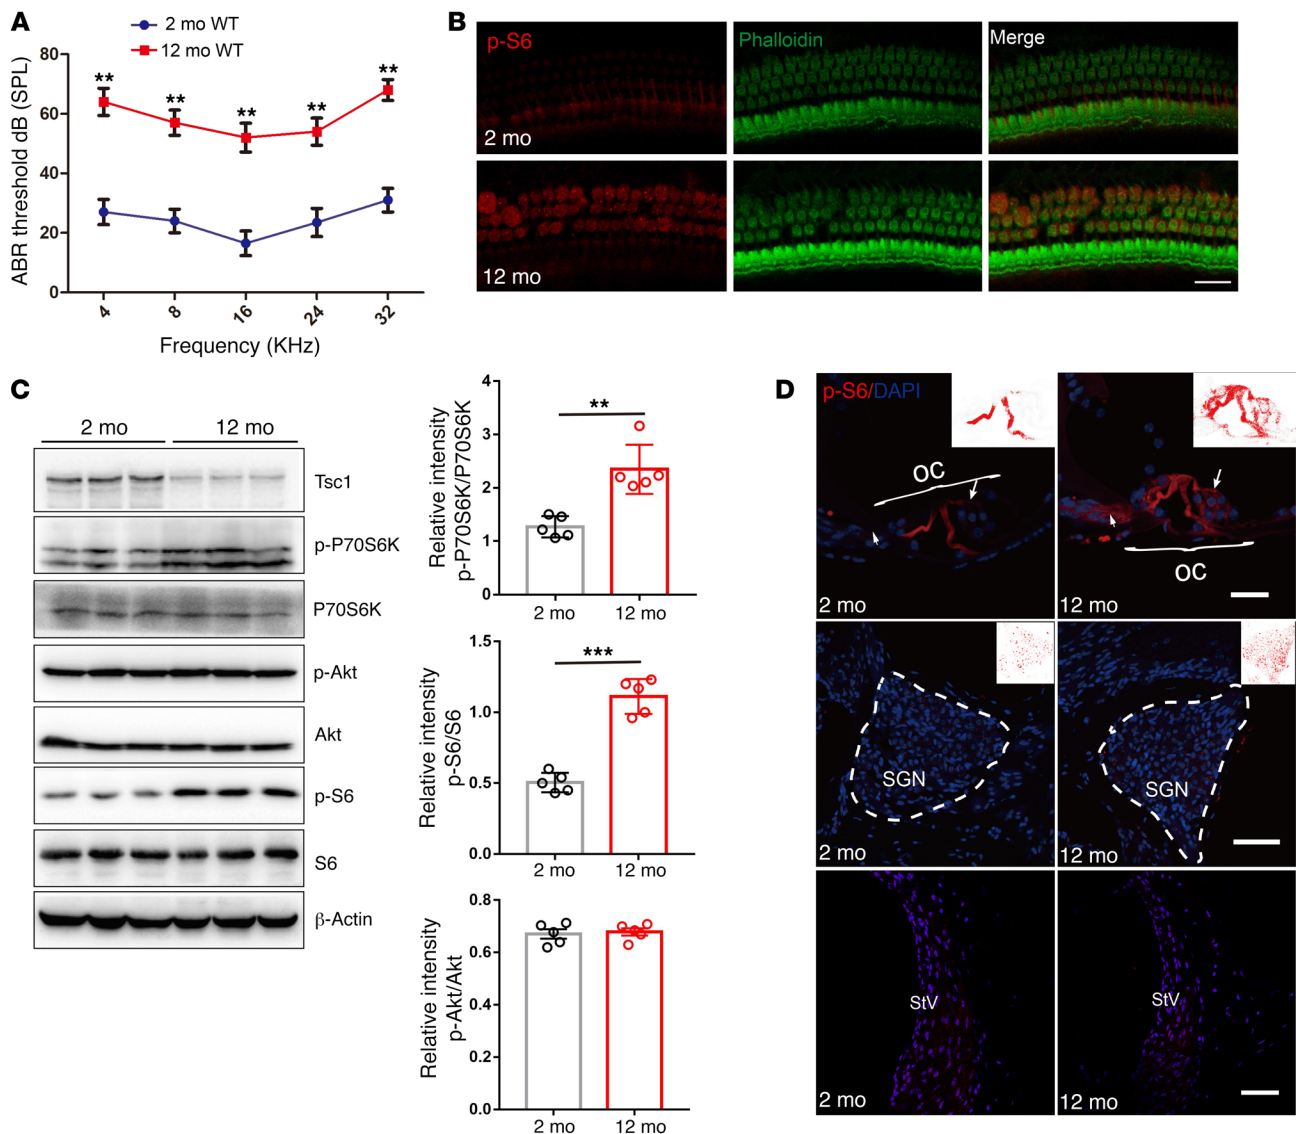 A
2 mo WT
12 mo WT
ABR threshold dB (SPL)
80
60
40
20
0
** ** ** ** **
4 8 16 24 32
Frequency (KHz)
B
p-S6
Phalloidin
Merge
2 mo
12 mo
C
2 mo 12 mo
Tsc1
p-P70S6K
P70S6K
p-Akt
Akt
p-S6
S6
β-Actin
Relative intensity
p-P70S6K/P70S6K
4
3
2
1
0
**
2 mo 12 mo
Relative intensity
p-S6/S6
1.5
1.0
0.5
0.0
***
2 mo 12 mo
Relative intensity
p-Akt/Akt
0.8
0.6
0.4
0.2
0.0
2 mo 12 mo
D
p-S6/DAPI
OC
2 mo
OC
12 mo
SGN
2 mo
SGN
12 mo
StV
2 mo
StV
12 mo